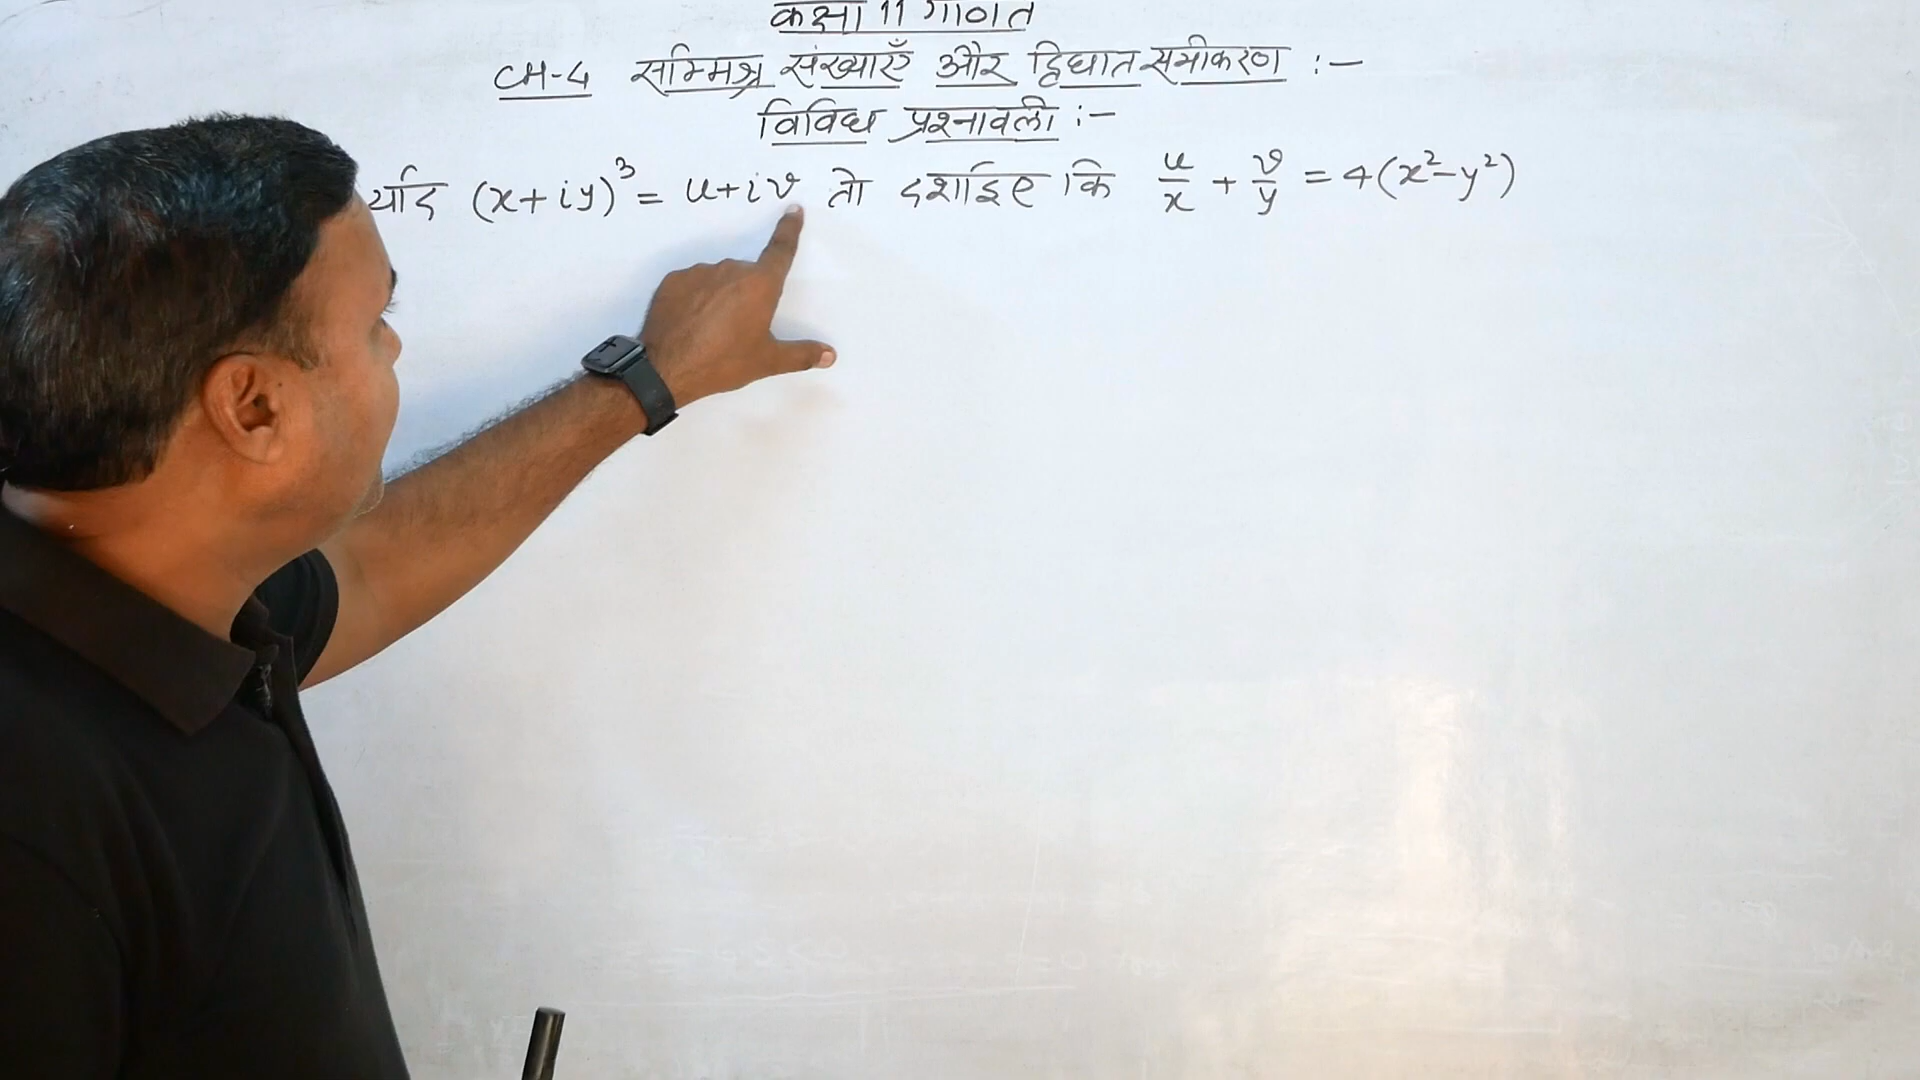 कक्षा 11 गणित
CH-4 सम्मिश्र संख्याएँ और द्विघात समीकरण :-
विविध प्रश्नावली :-
यदि (x+iy)³ = u+iv तो दर्शाइए कि u/x + v/y = 4(x²-y²)